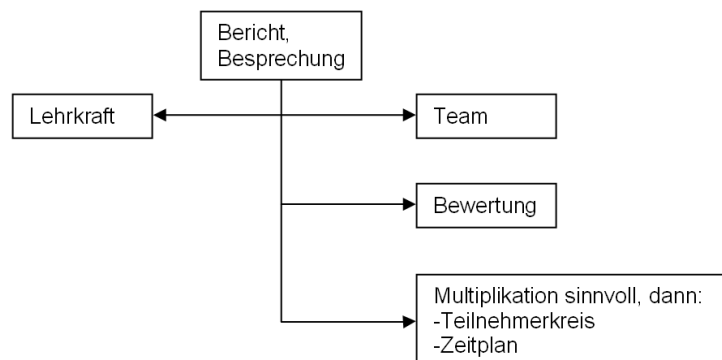 Bericht,
Besprechung
Lehrkraft
Team
Bewertung
Multiplikation sinnvoll, dann:
-Teilnehmerkreis
-Zeitplan